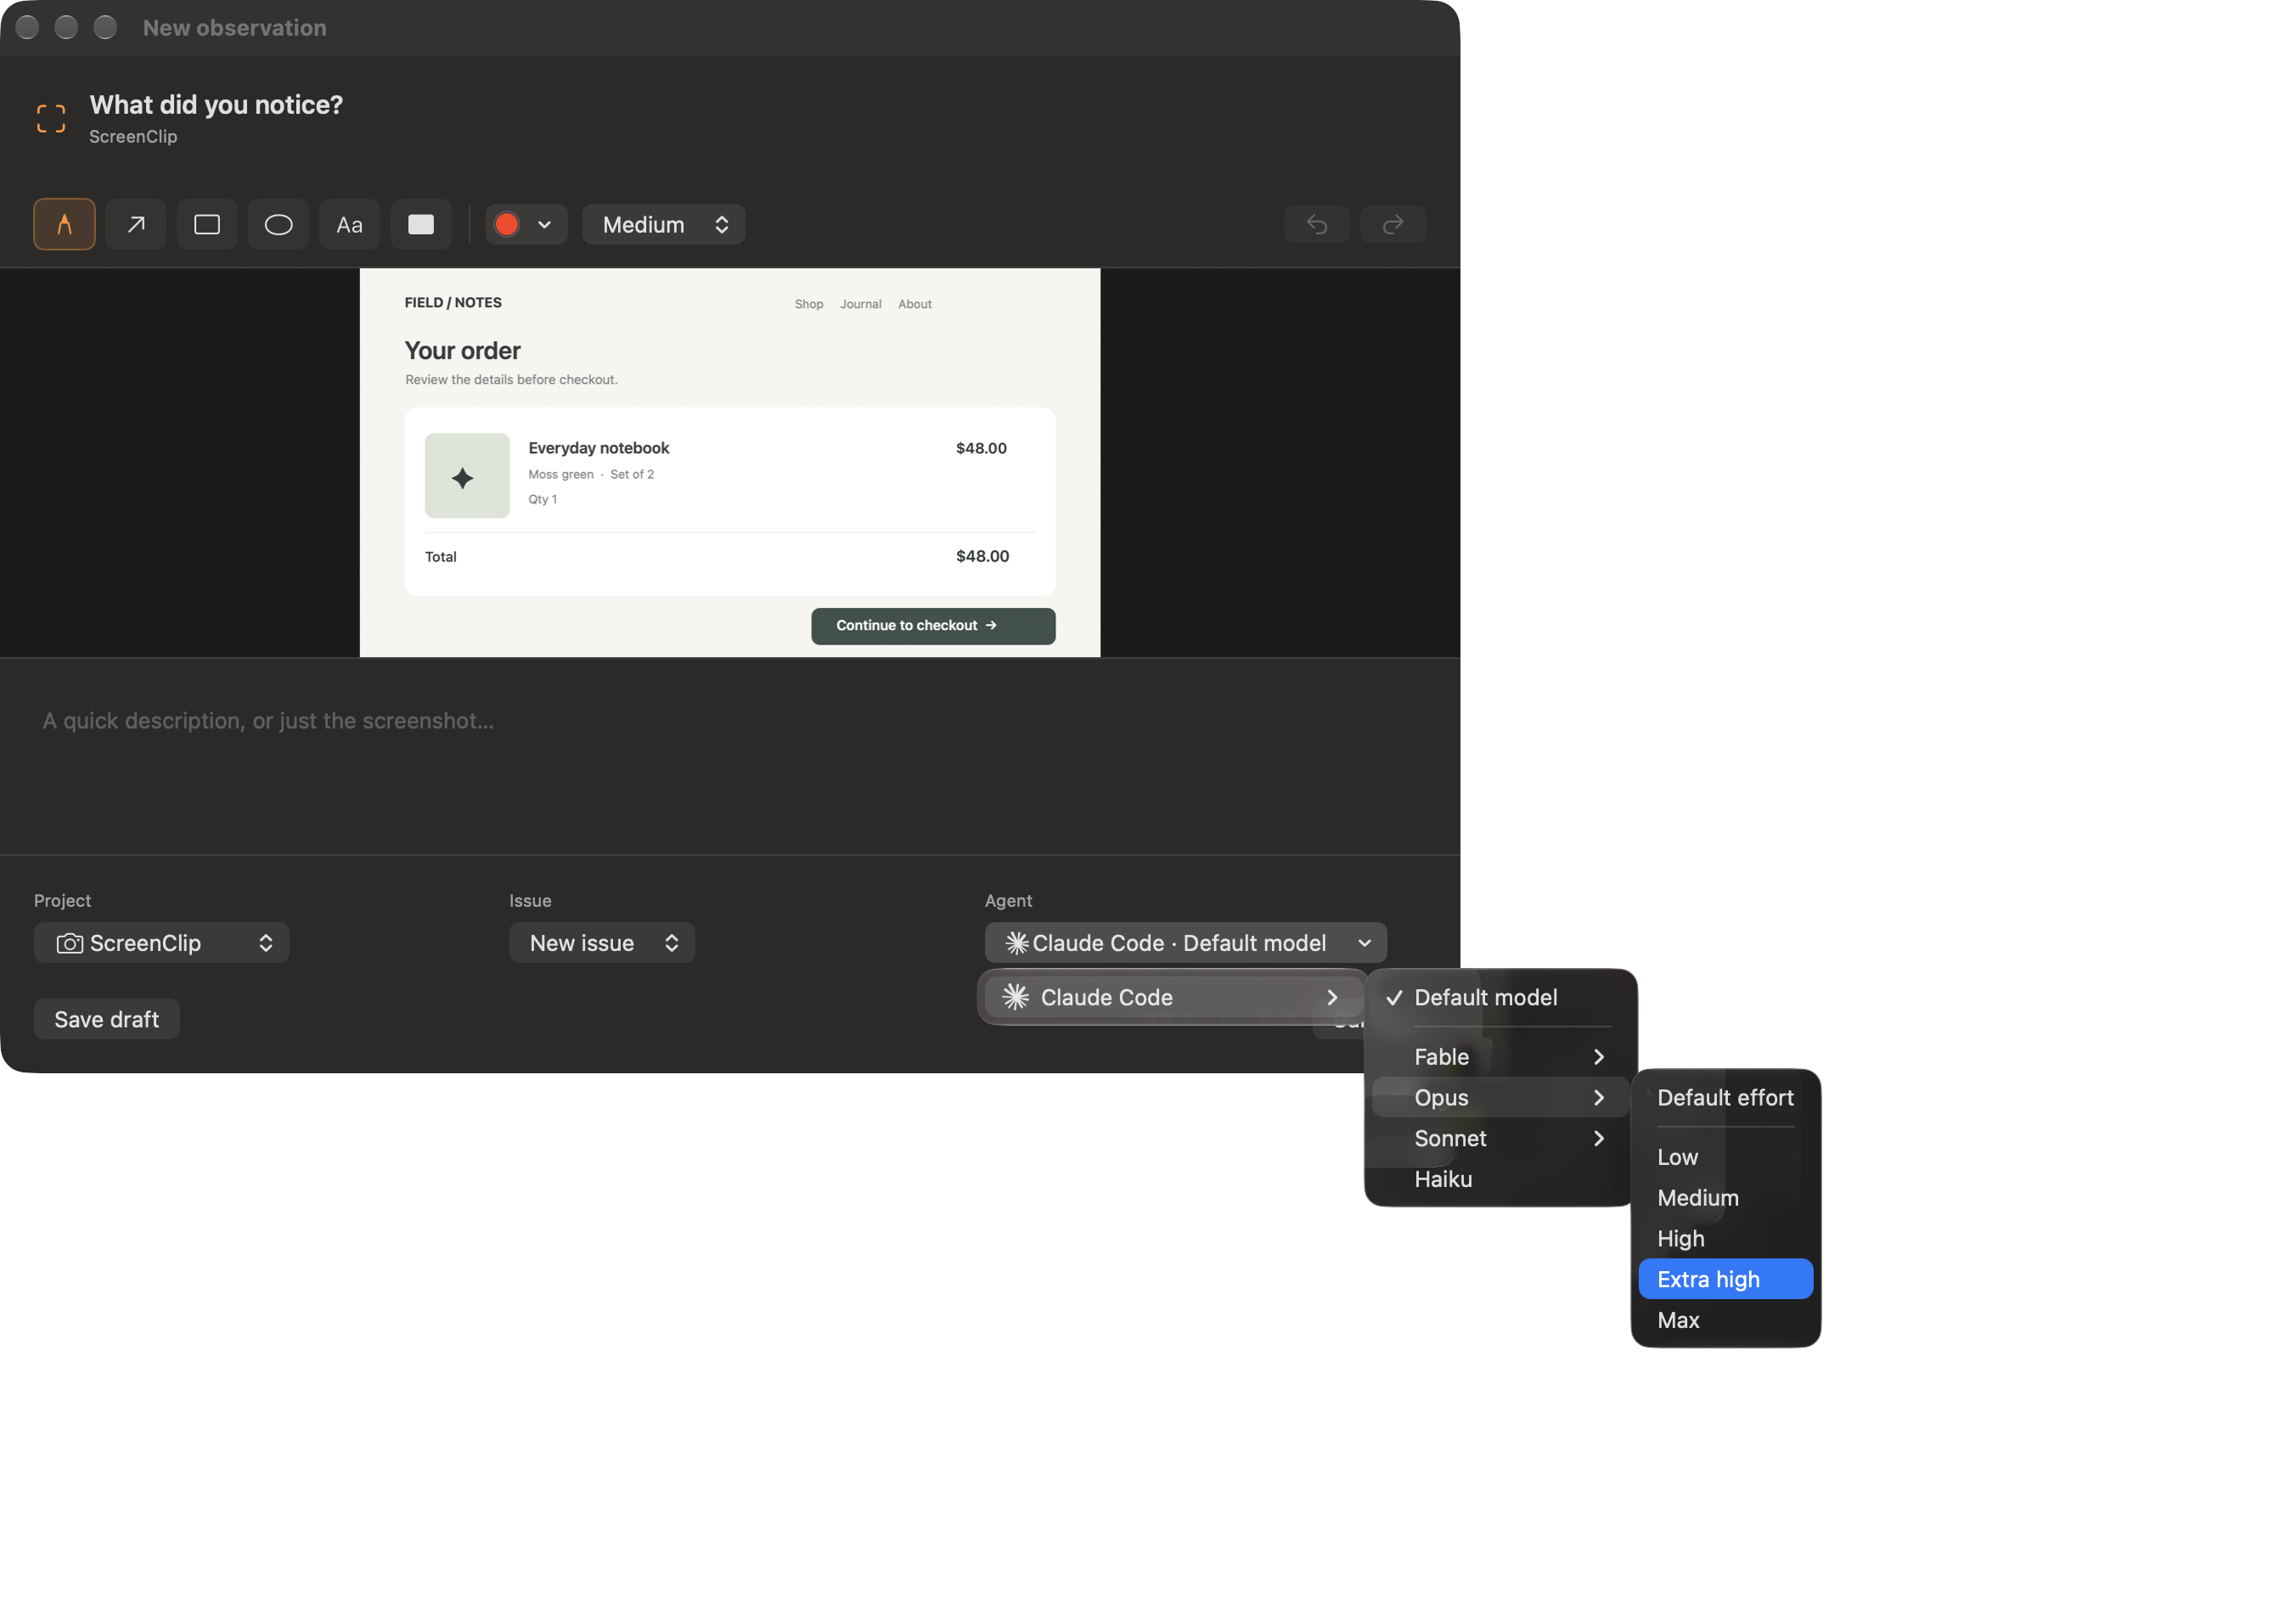 New observation
What did you notice?
ScreenClip
Aa
Medium
FIELD / NOTES
Shop Journal About
Your order
Review the details before checkout.
Everyday notebook $48.00
Moss green · Set of 2
Qty 1
Total $48.00
Continue to checkout →
A quick description, or just the screenshot...
Project Issue Agent
ScreenClip New issue Claude Code · Default model
Claude Code
Save draft
Default model
Fable
Opus
Sonnet
Haiku
Default effort
Low
Medium
High
Extra high
Max